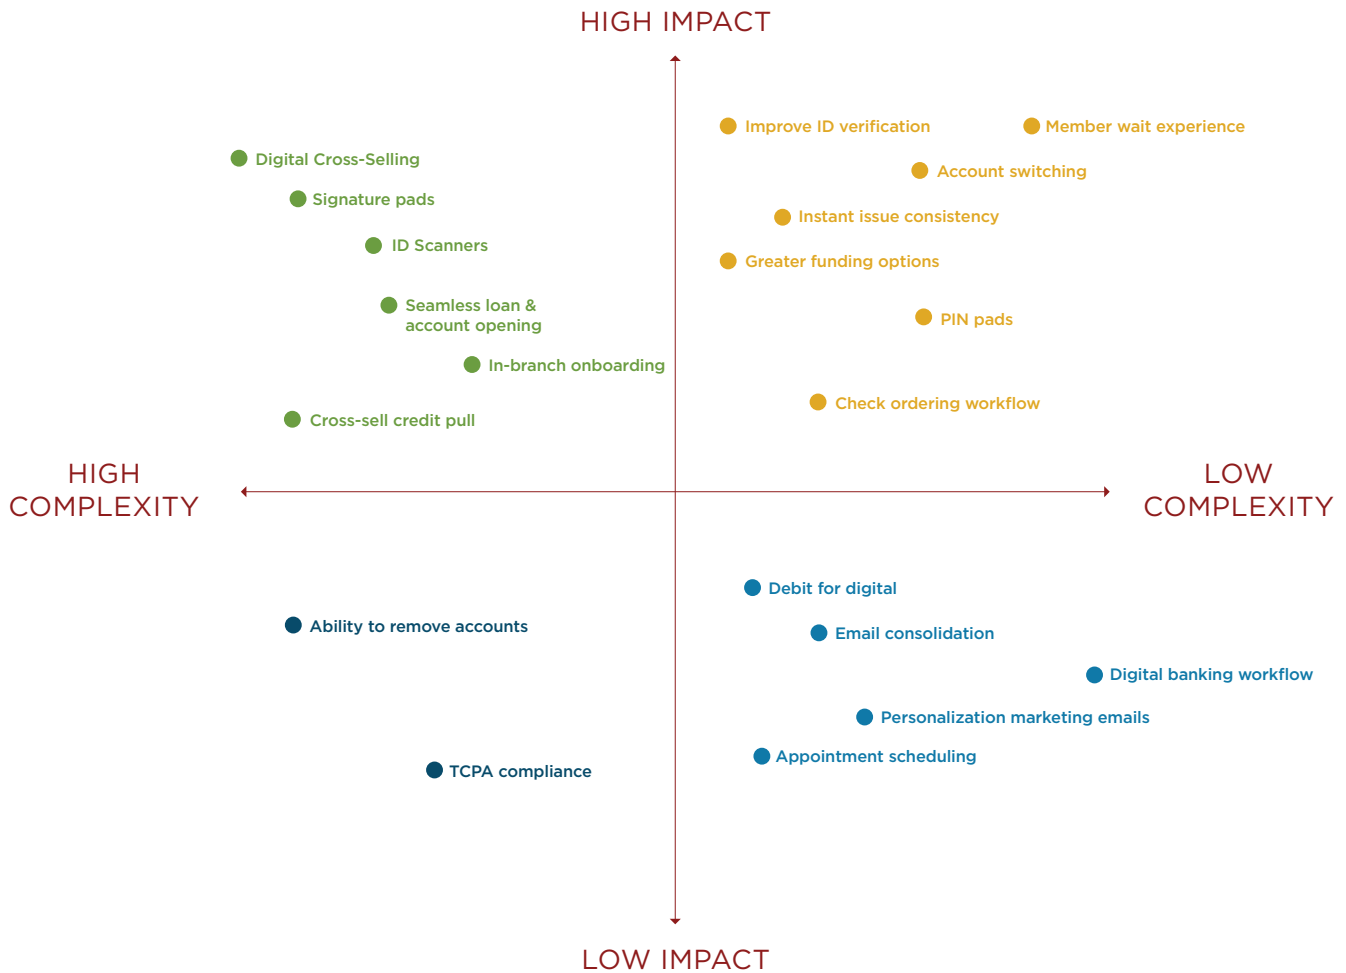 HIGH IMPACT
Improve ID verification
Member wait experience
Digital Cross-Selling
Account switching
Signature pads
Instant issue consistency
ID Scanners
Greater funding options
Seamless loan &
account opening
PIN pads
In-branch onboarding
Check ordering workflow
Cross-sell credit pull
HIGH
COMPLEXITY
LOW
COMPLEXITY
Debit for digital
Ability to remove accounts
Email consolidation
Digital banking workflow
Personalization marketing emails
Appointment scheduling
TCPA compliance
LOW IMPACT